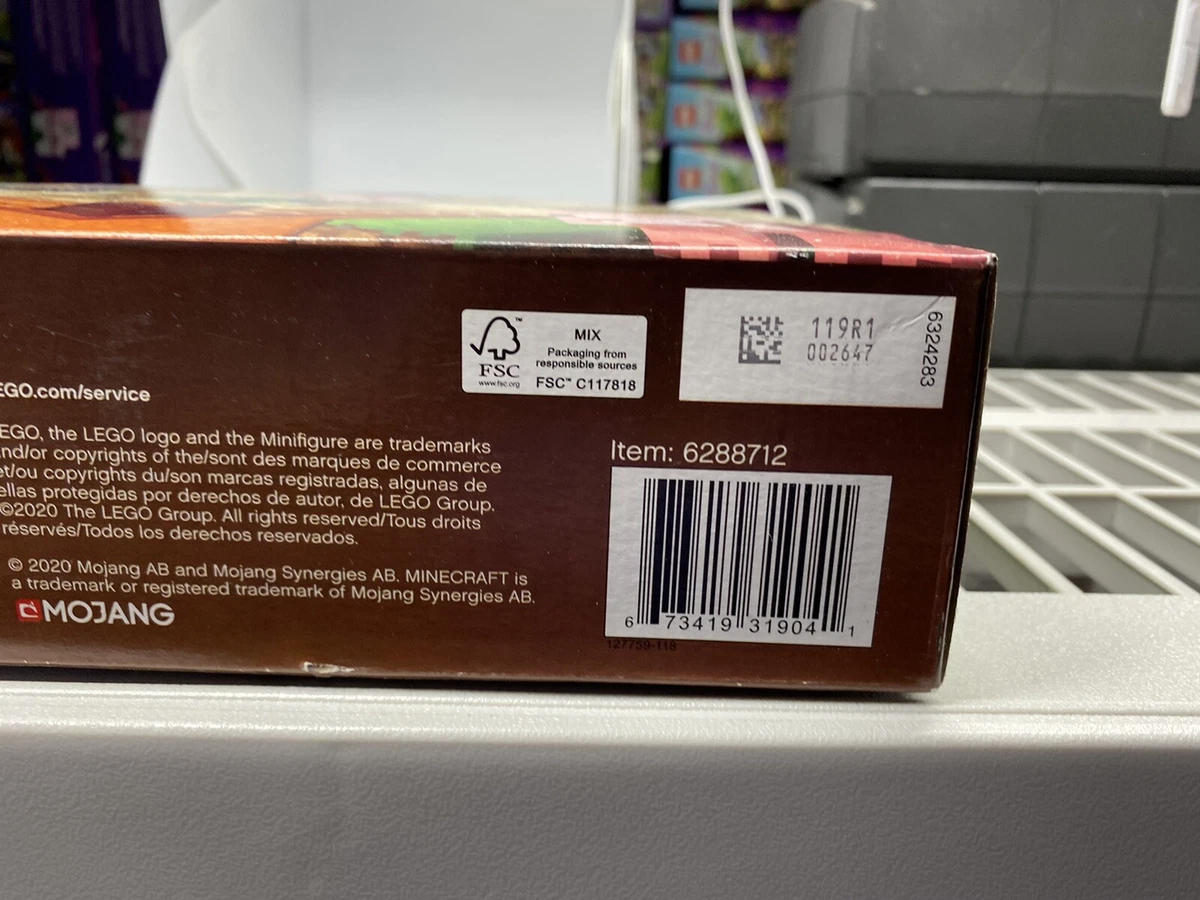 MIX
Packaging from
responsible sources
FSC™ C117818
FSC
www.fsc.org
119R1
002647
6324283
EGO.com/service
EGO, the LEGO logo and the Minifigure are trademarks
nd/or copyrights of the/sont des marques de commerce
et/ou copyrights du/son marcas registradas, algunas de
ellas protegidas por derechos de autor, de LEGO Group.
©2020 The LEGO Group. All rights reserved/Tous droits
réservés/Todos los derechos reservados.
© 2020 Mojang AB and Mojang Synergies AB. MINECRAFT is
a trademark or registered trademark of Mojang Synergies AB.
MOJANG
Item: 6288712
6 73419 31904 1
127759-118